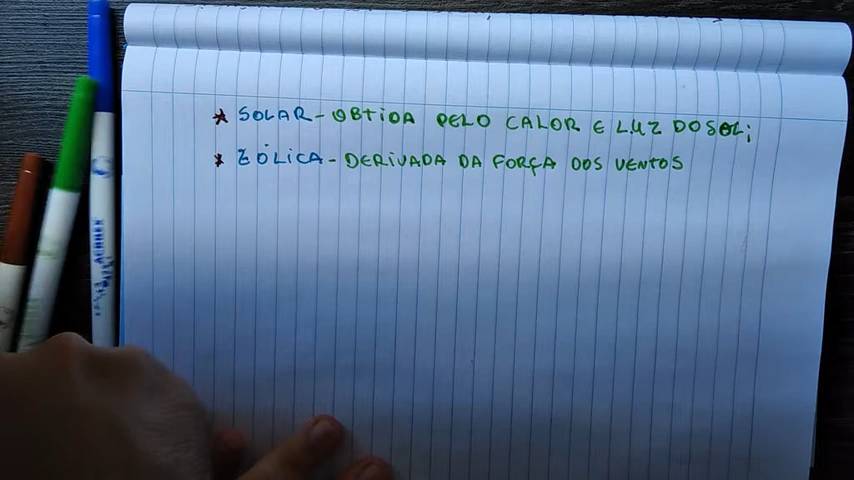 * SOLAR - OBTIDA PELO CALOR E LUZ DO SOL;
* EÓLICA - DERIVADA DA FORÇA DOS VENTOS